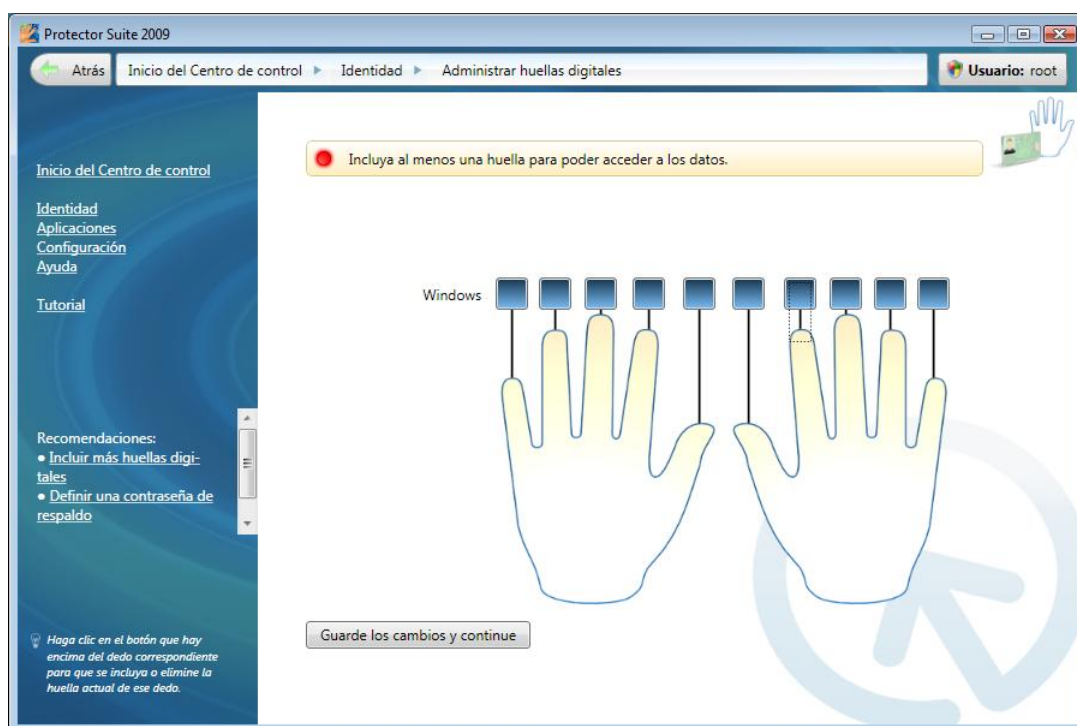 Protector Suite 2009
Atrás Inicio del Centro de control Identidad Administrar huellas digitales Usuario: root
Incluya al menos una huella para poder acceder a los datos.
Inicio del Centro de control
Identidad
Aplicaciones
Configuración
Ayuda
Tutorial
Windows
Recomendaciones:
• Incluir más huellas digi-
tales
• Definir una contraseña de
respaldo
Guarde los cambios y continue
Haga clic en el botón que hay
encima del dedo correspondiente
para que se incluya o elimine la
huella actual de ese dedo.